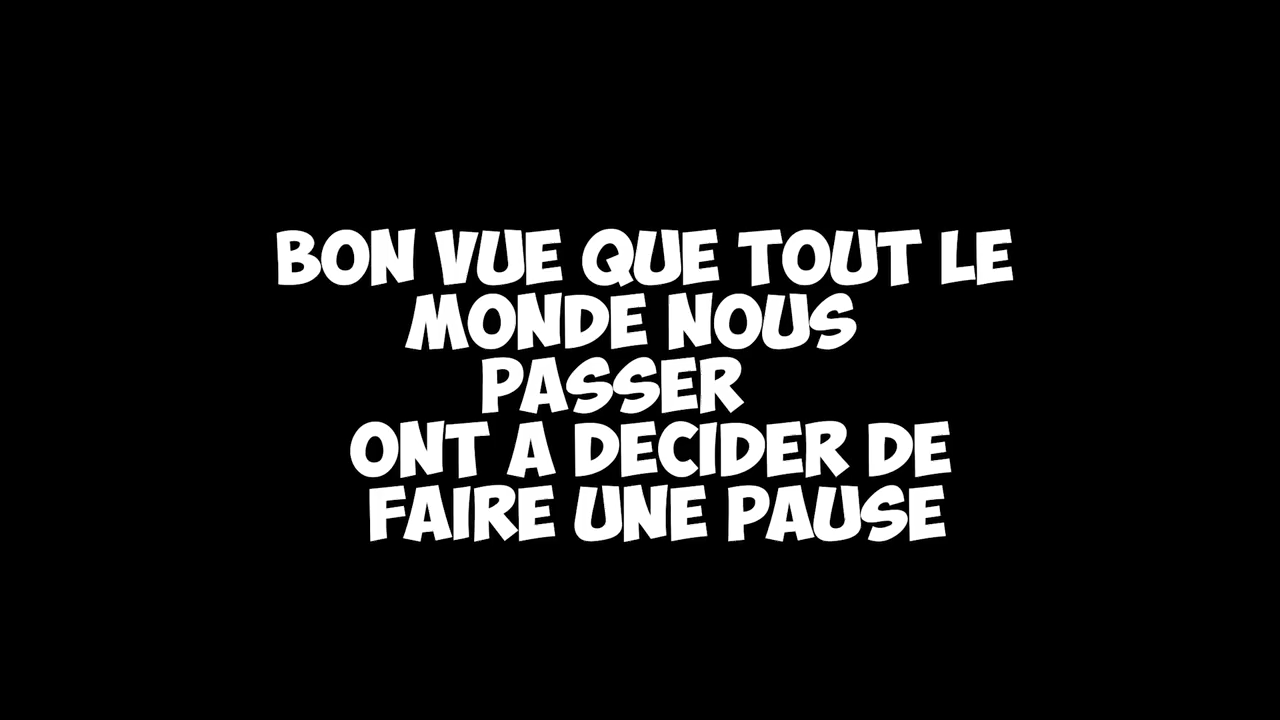 BON VUE QUE TOUT LE
MONDE NOUS
PASSER
ONT A DECIDER DE
FAIRE UNE PAUSE